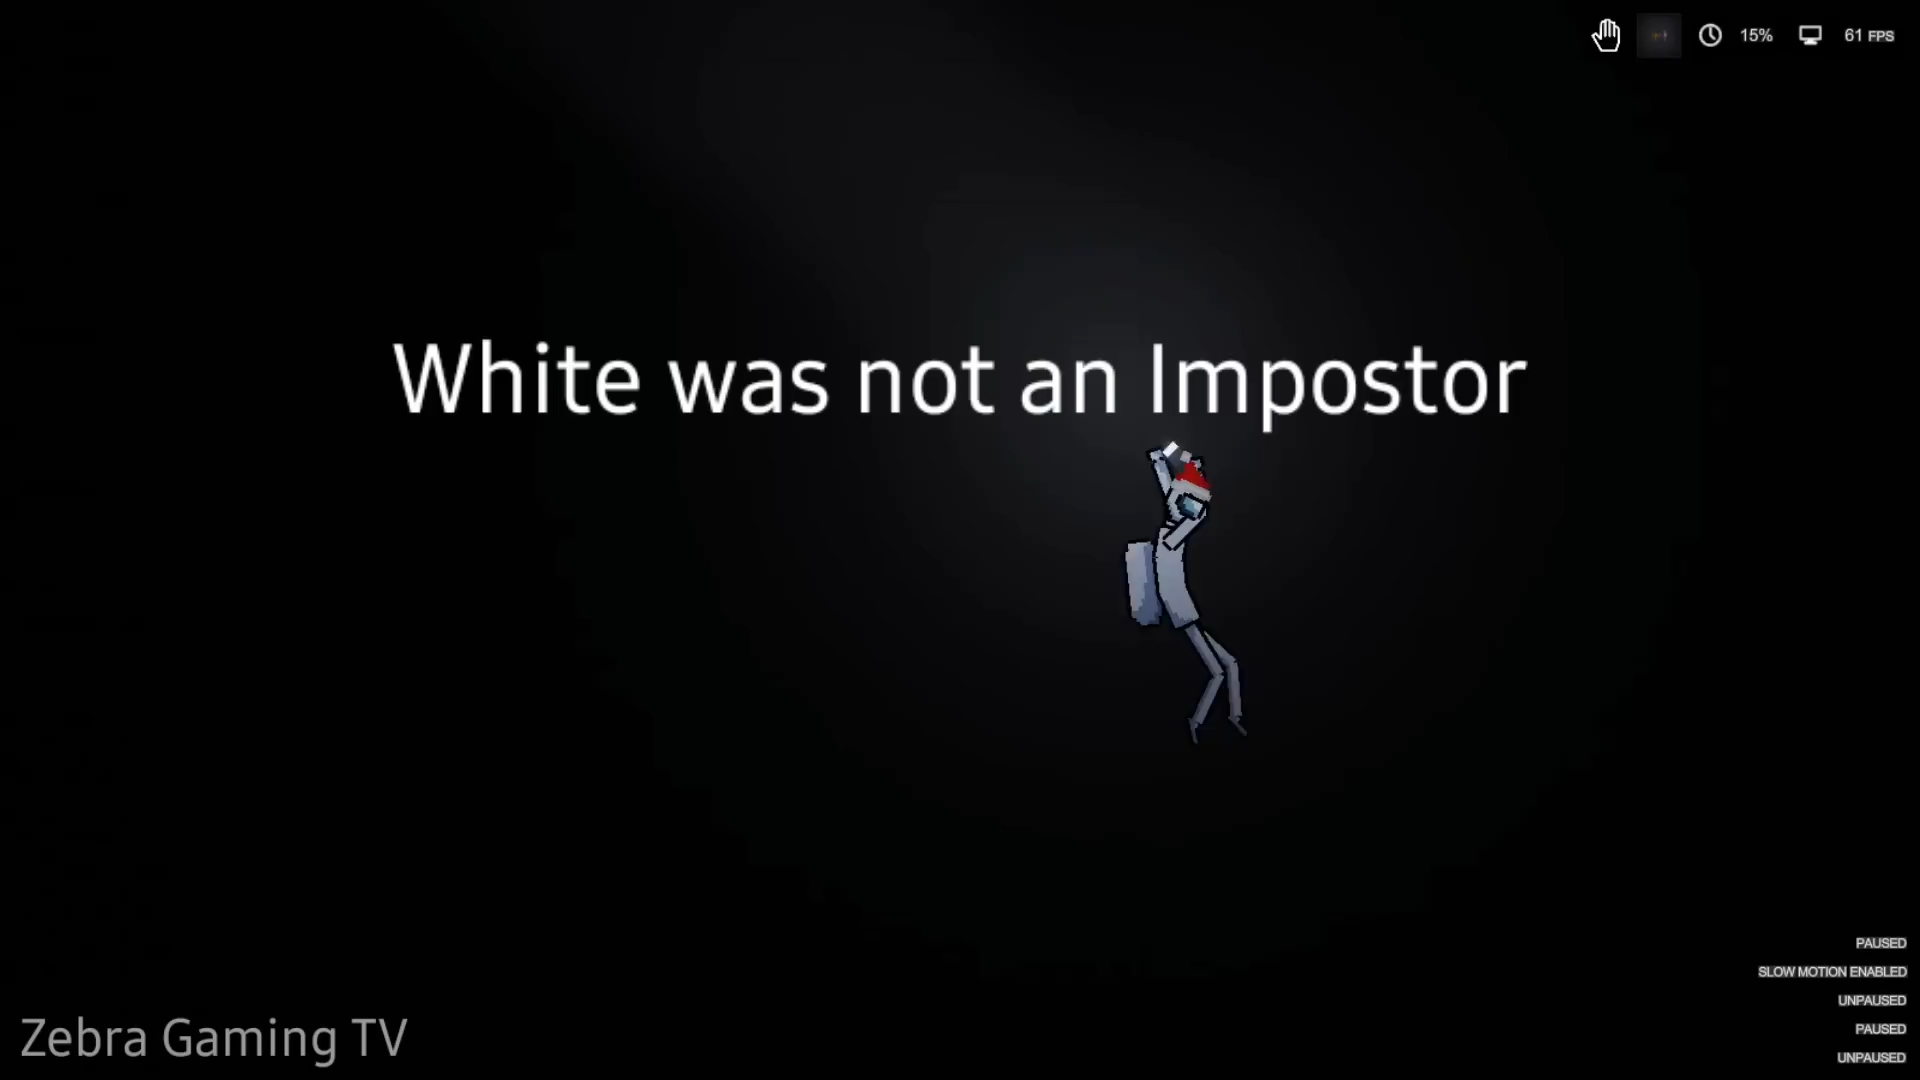 15%
61 FPS
White was not an Impostor
PAUSED
SLOW MOTION ENABLED
UNPAUSED
PAUSED
UNPAUSED
Zebra Gaming TV